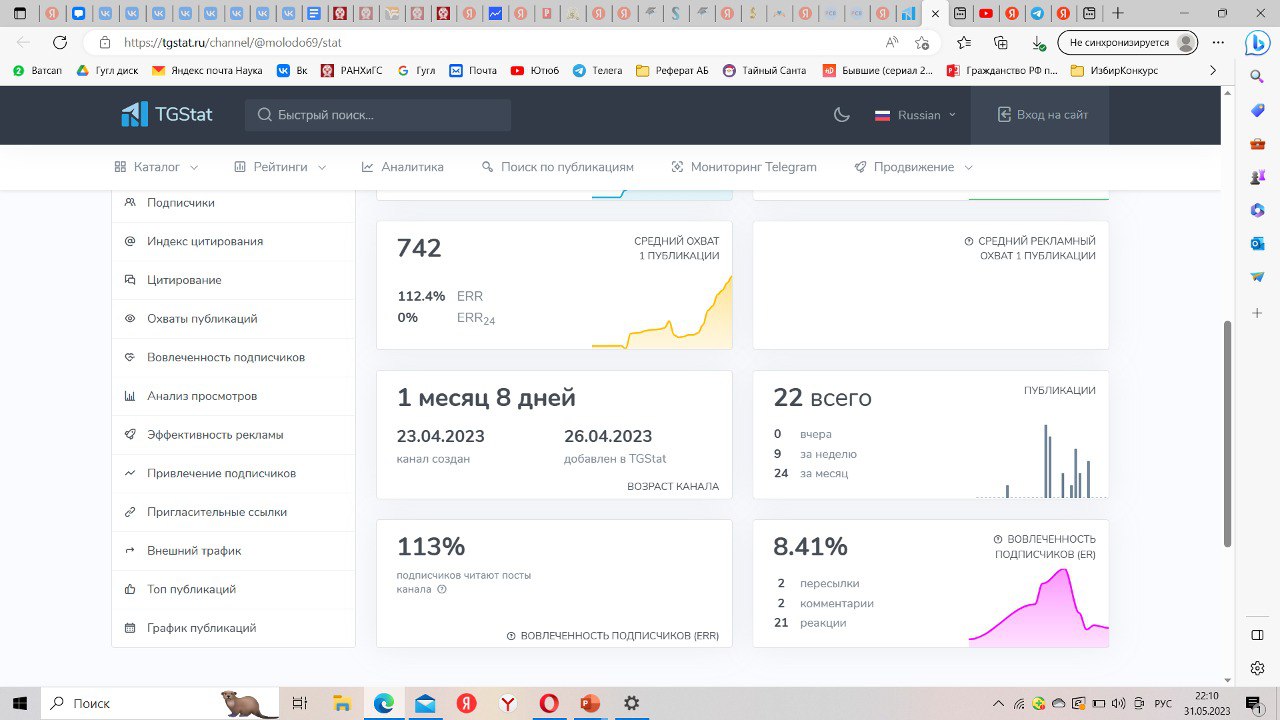 https://tgstat.ru/channel/@molodo69/stat
Не синхронизируется
Ватсап
Гугл диск
Яндекс Почта Наука
Вк
РАНХиГС
Гугл
Почта
Ютюб
Телега
Реферат АБ
Тайный Санта
Бывшие (сериал 2...
Гражданство РФ –...
ИзбирКонкурс
TGStat
Быстрый поиск...
Russian
Вход на сайт
Каталог
Рейтинги
Аналитика
Поиск по публикациям
Мониторинг Telegram
Продвижение
Подписчики
Индекс цитирования
Цитирование
Охваты публикаций
Вовлеченность подписчиков
Анализ просмотров
Эффективность рекламы
Привлечение подписчиков
Пригласительные ссылки
Внешний трафик
Топ публикаций
График публикаций
742
СРЕДНИЙ ОХВАТ
1 ПУБЛИКАЦИИ
112.4% ERR
0% ERR24
СРЕДНИЙ РЕКЛАМНЫЙ
ОХВАТ 1 ПУБЛИКАЦИИ
1 месяц 8 дней
23.04.2023
канал создан
26.04.2023
добавлен в TGStat
ВОЗРАСТ КАНАЛА
22 всего
ПУБЛИКАЦИИ
0 вчера
9 за неделю
24 за месяц
113%
подписчиков читают посты
канала
ВОВЛЕЧЕННОСТЬ ПОДПИСЧИКОВ (ERR)
8.41%
ВОВЛЕЧЕННОСТЬ
ПОДПИСЧИКОВ (ER)
2 пересылки
2 комментарии
21 реакции
Поиск
РУС
22:10
31.05.2023